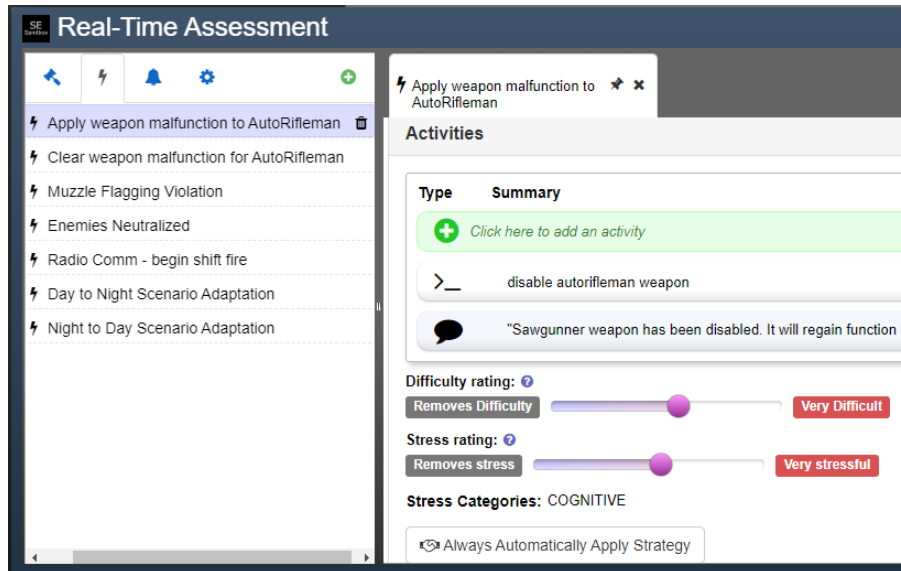 SE
Sandbox
Real-Time Assessment
Apply weapon malfunction to AutoRifleman
Clear weapon malfunction for AutoRifleman
Muzzle Flagging Violation
Enemies Neutralized
Radio Comm - begin shift fire
Day to Night Scenario Adaptation
Night to Day Scenario Adaptation
Apply weapon malfunction to
AutoRifleman
Activities
Type Summary
Click here to add an activity
disable autorifleman weapon
"Sawgunner weapon has been disabled. It will regain function
Difficulty rating:
Removes Difficulty Very Difficult
Stress rating:
Removes stress Very stressful
Stress Categories: COGNITIVE
Always Automatically Apply Strategy